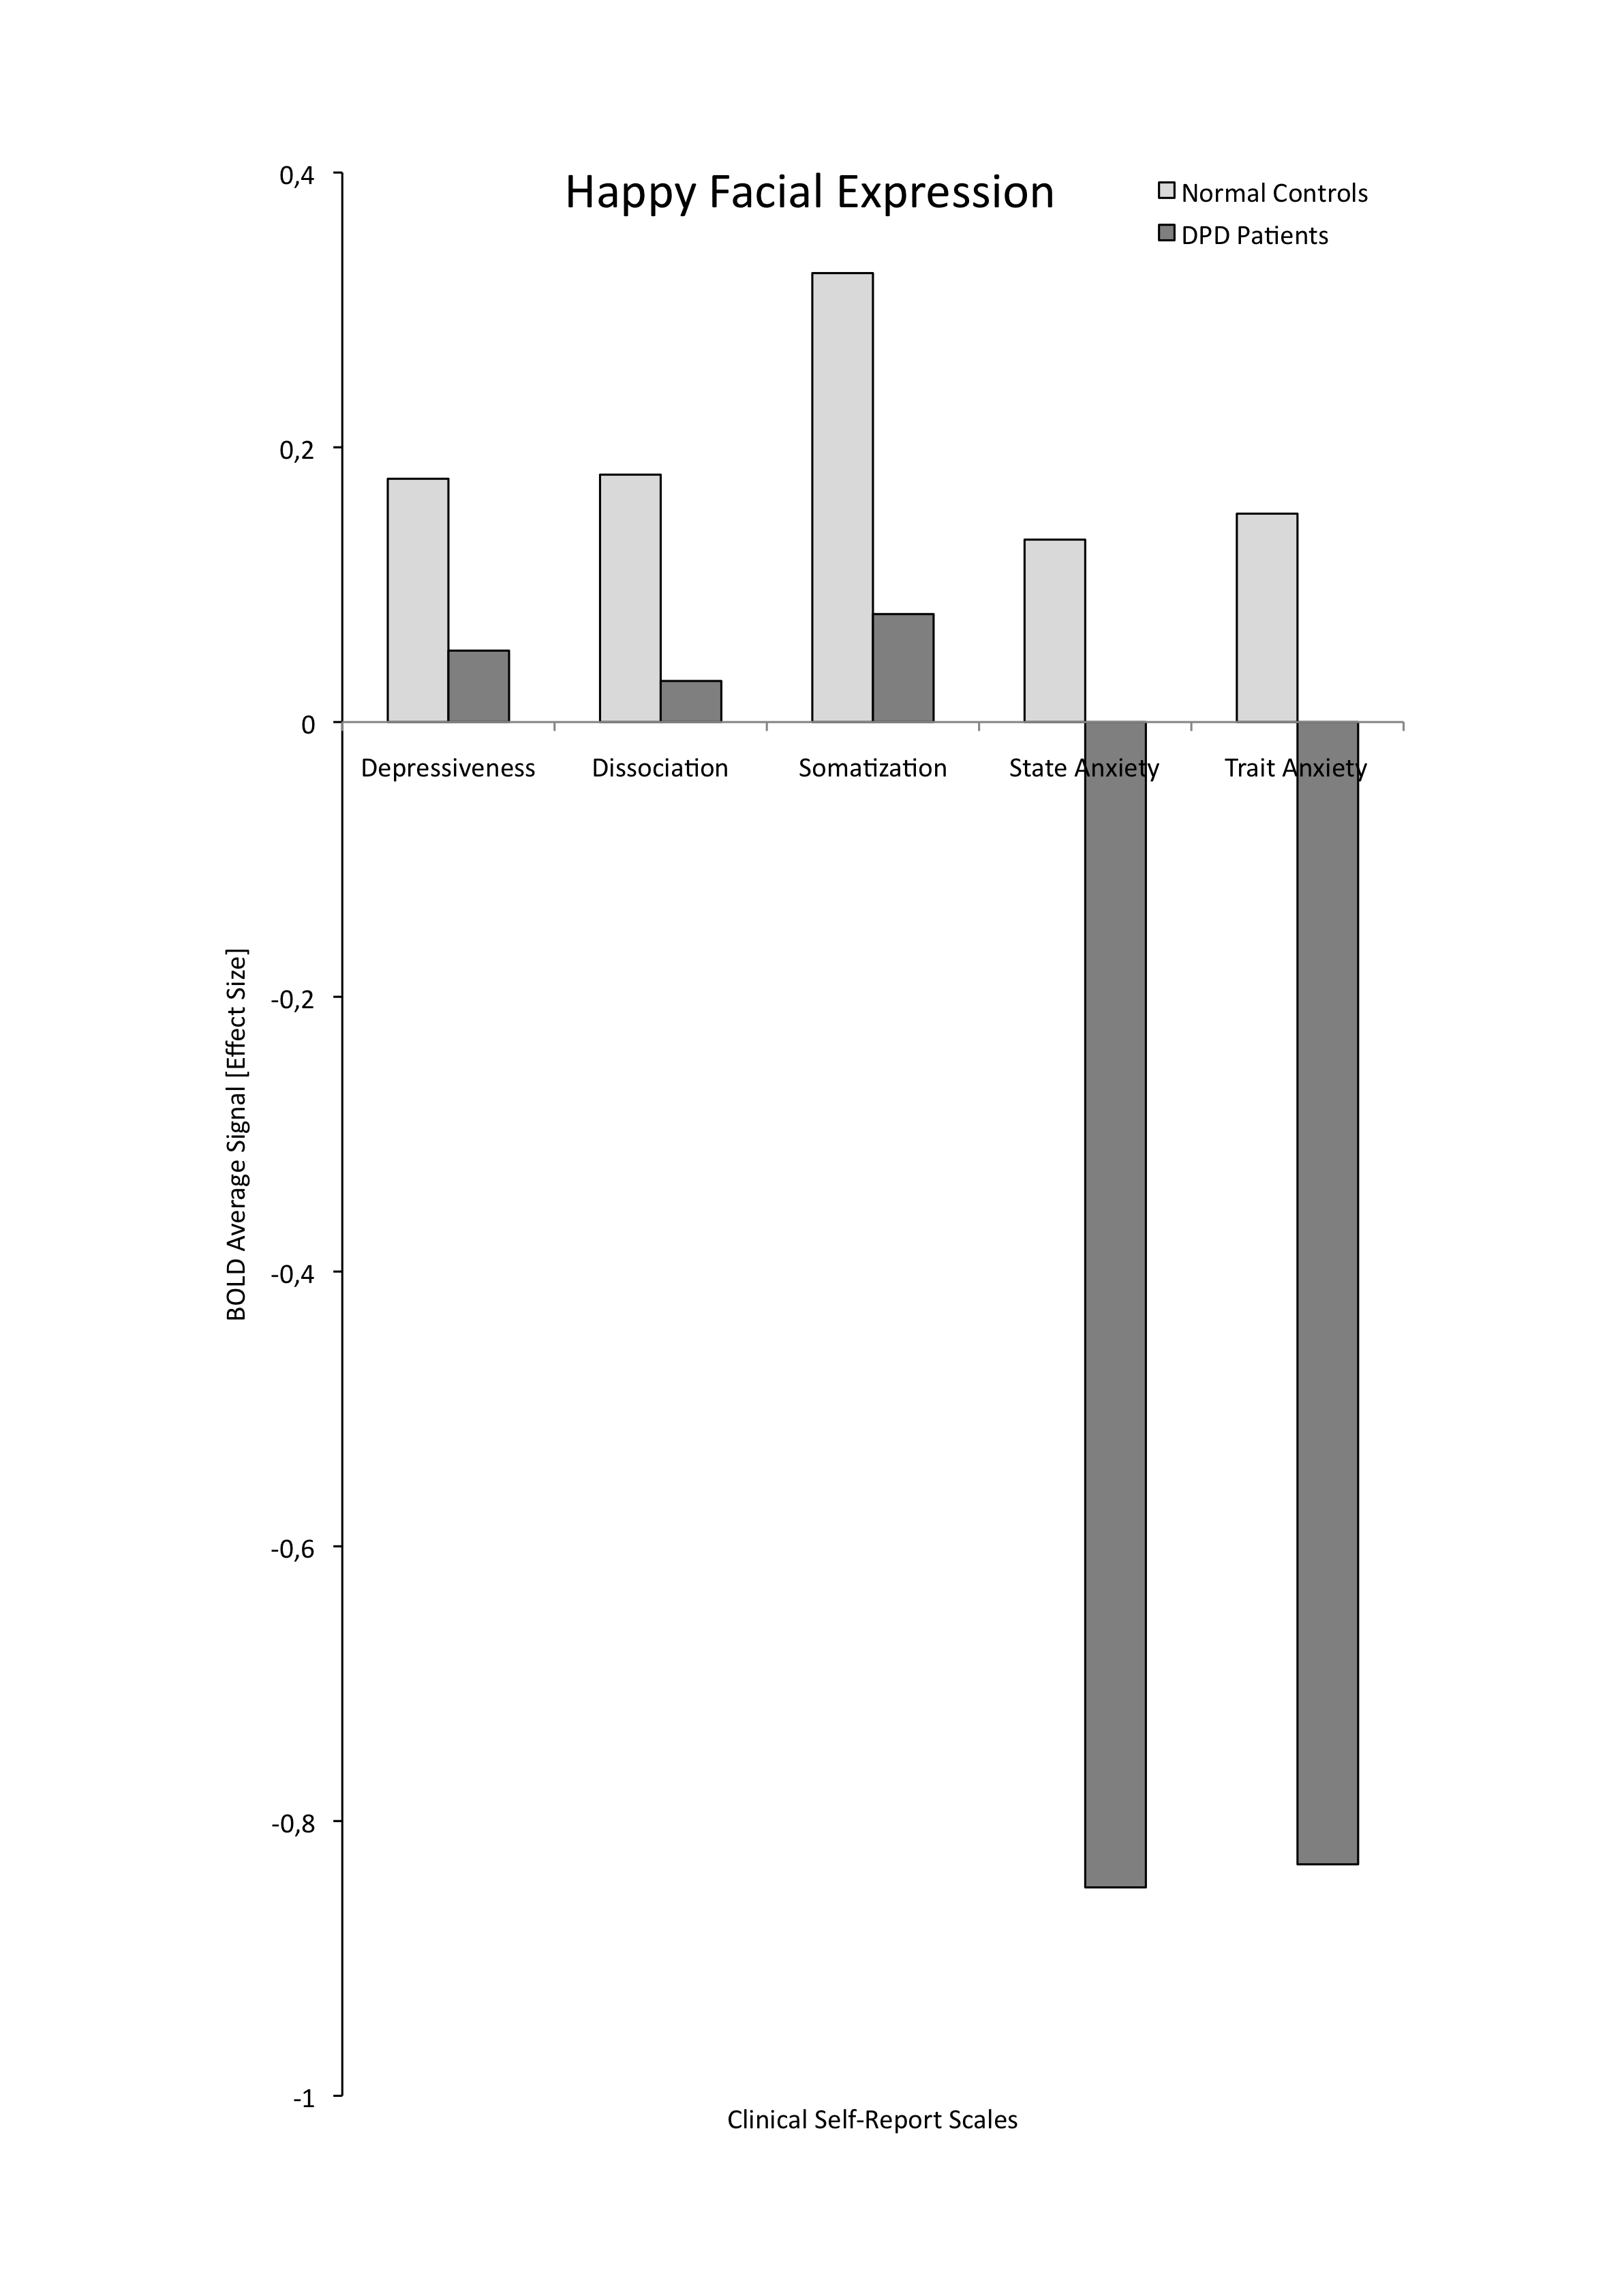 Happy Facial Expression
Normal Controls
DPD Patients
0,4
0,2
0
-0,2
-0,4
-0,6
-0,8
-1
BOLD Average Signal [Effect Size]
Depressiveness
Dissociation
Somatization
State Anxiety
Trait Anxiety
Clinical Self-Report Scales